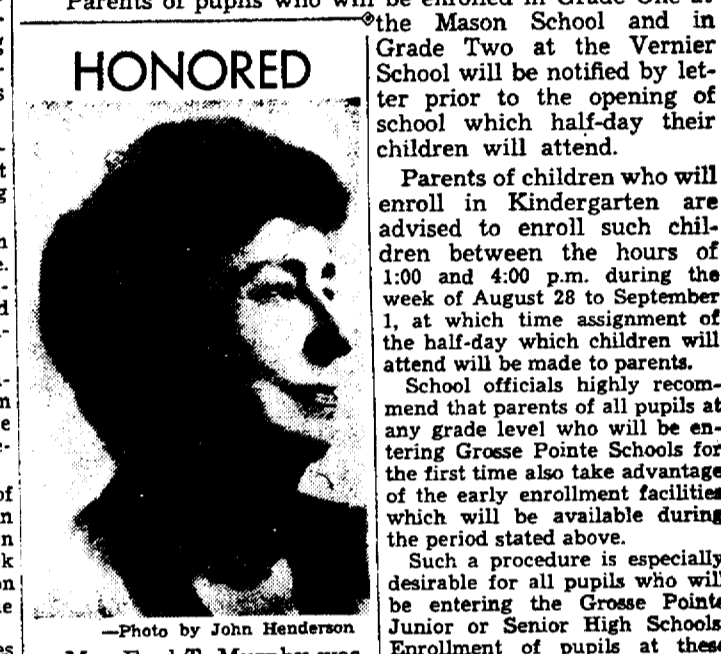 Parents of pupils who will be enrolled in Grade One at
HONORED
—Photo by John Henderson
the Mason School and in
Grade Two at the Vernier
School will be notified by let-
ter prior to the opening of
school which half-day their
children will attend.
Parents of children who will
enroll in Kindergarten are
advised to enroll such chil-
dren between the hours of
1:00 and 4:00 p.m. during the
week of August 28 to September
1, at which time assignment of
the half-day which children will
attend will be made to parents.
School officials highly recom-
mend that parents of all pupils at
any grade level who will be en-
tering Grosse Pointe Schools for
the first time also take advantage
of the early enrollment facilities
which will be available during
the period stated above.
Such a procedure is especially
desirable for all pupils who will
be entering the Grosse Pointe
Junior or Senior High Schools
Enrollment of pupils at these